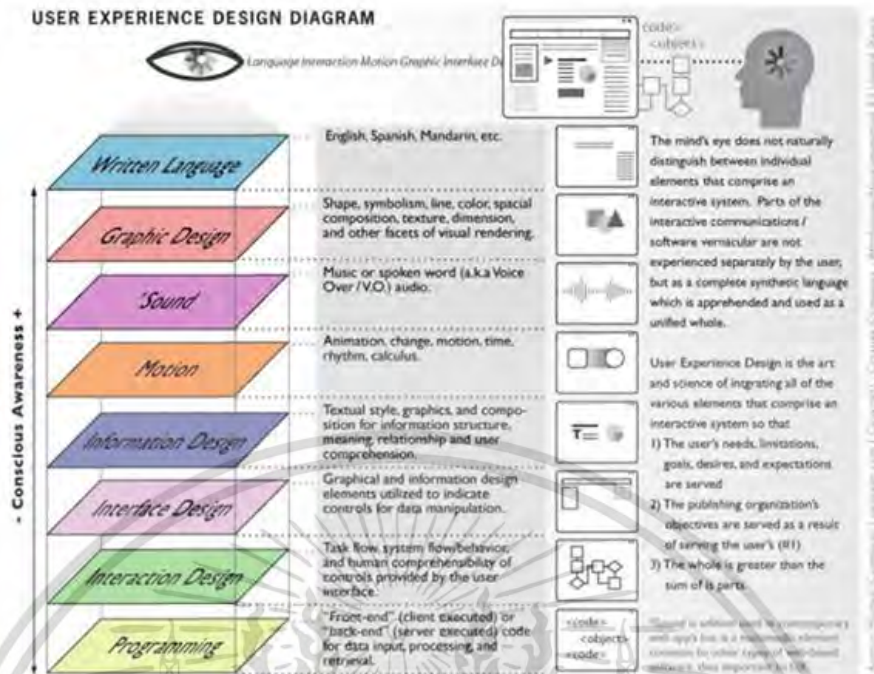 USER EXPERIENCE DESIGN DIAGRAM
Language Interaction Motion Graphic Interface De
<code>
<object>
Written Language
English, Spanish, Mandarin, etc.
Graphic Design
Shape, symbolism, line, color, spacial
composition, texture, dimension,
and other facets of visual rendering.
'Sound
Music or spoken word (a.k.a Voice
Over / V.O.) audio.
Motion
Animation, change, motion, time,
rhythm, calculus.
Information Design
Textual style, graphics, and compo-
sition for information structure,
meaning, relationship and user
comprehension.
Interface Design
Graphical and information design
elements utilized to indicate
controls for data manipulation.
Interaction Design
Task flow, system flow/behavior,
and human comprehensibility of
controls provided by the user
interface.
Programming
"Front-end" (client executed) or
"back-end" (server executed) code
for data input, processing, and
retrieval.
- Conscious Awareness +
T
<code>
<object>
<code>
The mind's eye does not naturally
distinguish between individual
elements that comprise an
interactive system. Parts of the
interactive communications /
software vernacular are not
experienced separately by the user,
but as a complete synthetic language
which is apprehended and used as a
unified whole.
User Experience Design is the art
and science of intgrating all of the
various elements that comprise an
interactive system so that
1) The user's needs, limitations,
goals, desires, and expectations
are served
2) The publishing organization's
objectives are served as a result
of serving the user's (#1)
3) The whole is greater than the
sum of is parts